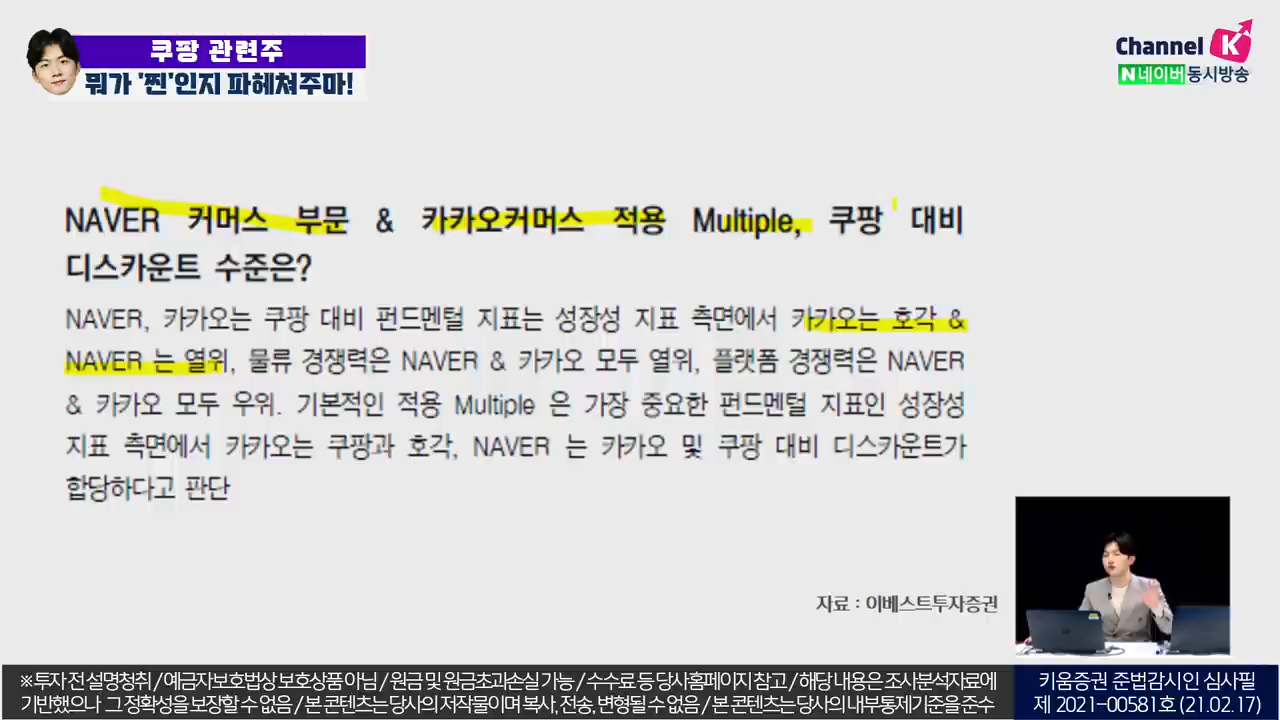 쿠팡 관련주
뭐가 '찐'인지 파헤쳐주마!
Channel K
N 네이버 동시방송
NAVER 커머스 부문 & 카카오커머스 적용 Multiple, 쿠팡 대비
디스카운트 수준은?
NAVER, 카카오는 쿠팡 대비 펀드멘털 지표는 성장성 지표 측면에서 카카오는 호각 &
NAVER 는 열위, 물류 경쟁력은 NAVER & 카카오 모두 열위, 플랫폼 경쟁력은 NAVER
& 카카오 모두 우위. 기본적인 적용 Multiple 은 가장 중요한 펀드멘털 지표인 성장성
지표 측면에서 카카오는 쿠팡과 호각, NAVER 는 카카오 및 쿠팡 대비 디스카운트가
합당하다고 판단
자료 : 이베스트투자증권
※ 투자 전 설명청취 / 예금자보호법상 보호상품 아님 / 원금 및 원금초과손실 가능 / 수수료 등 당사홈페이지 참고 / 해당 내용은 조사분석자료에
기반했으나 그 정확성을 보장할 수 없음 / 본 콘텐츠는 당사의 저작물이며 복사, 전송, 변형될 수 없음 / 본 콘텐츠는 당사의 내부통제기준을 준수
키움증권 준법감시인 심사필
제 2021-00581호 (21.02.17)